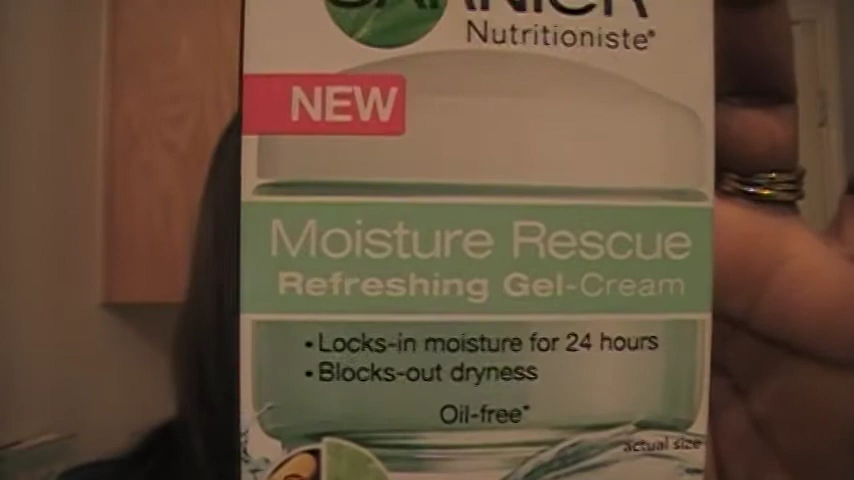 GARNIER
Nutritioniste*
NEW
Moisture Rescue
Refreshing Gel-Cream
• Locks-in moisture for 24 hours
• Blocks-out dryness
Oil-free*
actual size